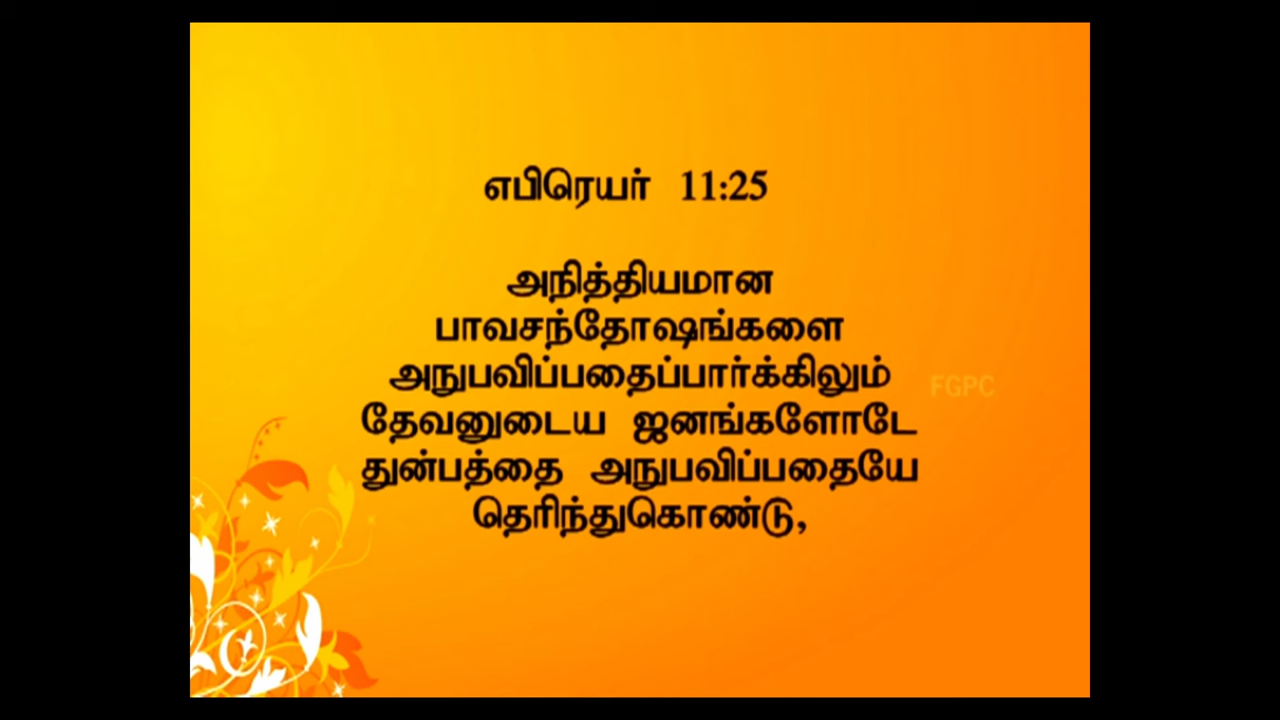 எபிரெயர் 11:25
அநித்தியமான
பாவசந்தோஷங்களை
அநுபவிப்பதைப்பார்க்கிலும்
FGPC
தேவனுடைய ஜனங்களோடே
துன்பத்தை அநுபவிப்பதையே
தெரிந்துகொண்டு,